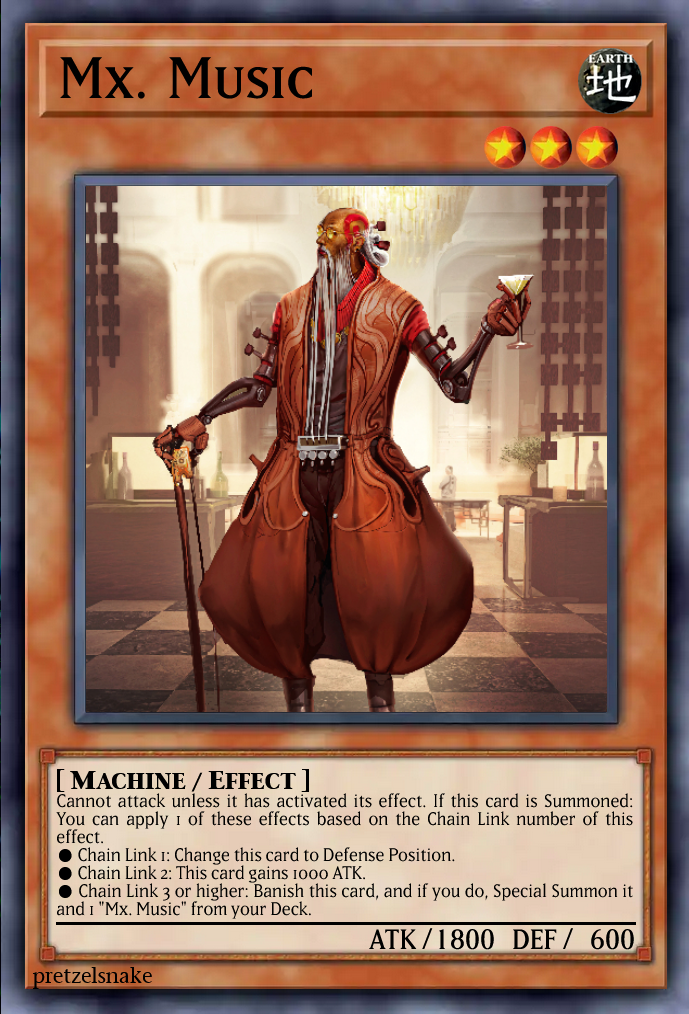 Mx. Music
EARTH
地
[ Machine / Effect ]
Cannot attack unless it has activated its effect. If this card is Summoned:
You can apply 1 of these effects based on the Chain Link number of this
effect.
● Chain Link 1: Change this card to Defense Position.
● Chain Link 2: This card gains 1000 ATK.
● Chain Link 3 or higher: Banish this card, and if you do, Special Summon it
and 1 "Mx. Music" from your Deck.
ATK / 1800 DEF / 600
pretzelsnake